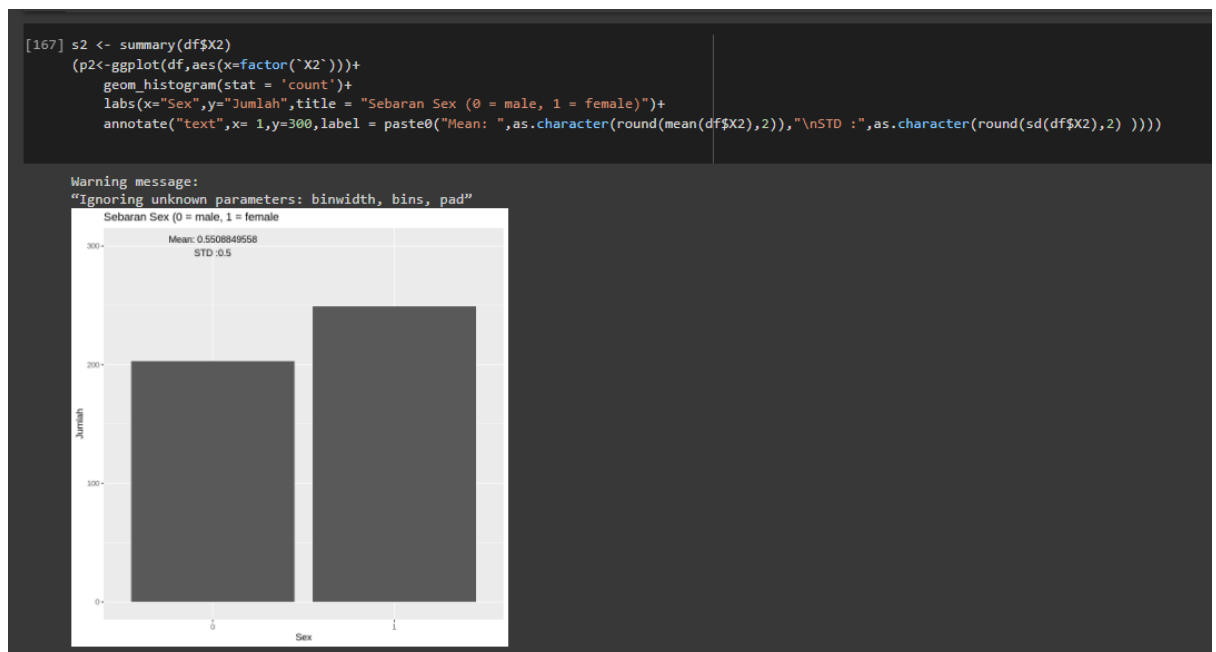 [167] s2 <- summary(df$X2)
(p2<-ggplot(df,aes(x=factor(`X2`)))+
geom_histogram(stat = 'count')+
labs(x="Sex",y="Jumlah",title = "Sebaran Sex (0 = male, 1 = female)")+
annotate("text",x= 1,y=300,label = paste0("Mean: ",as.character(round(mean(df$X2),2)),"\nSTD :",as.character(round(sd(df$X2),2) ))))
Warning message:
“Ignoring unknown parameters: binwidth, bins, pad”
Sebaran Sex (0 = male, 1 = female
Mean: 0.5508849558
STD :0.5
300
200
100
0
Jumlah
0
1
Sex